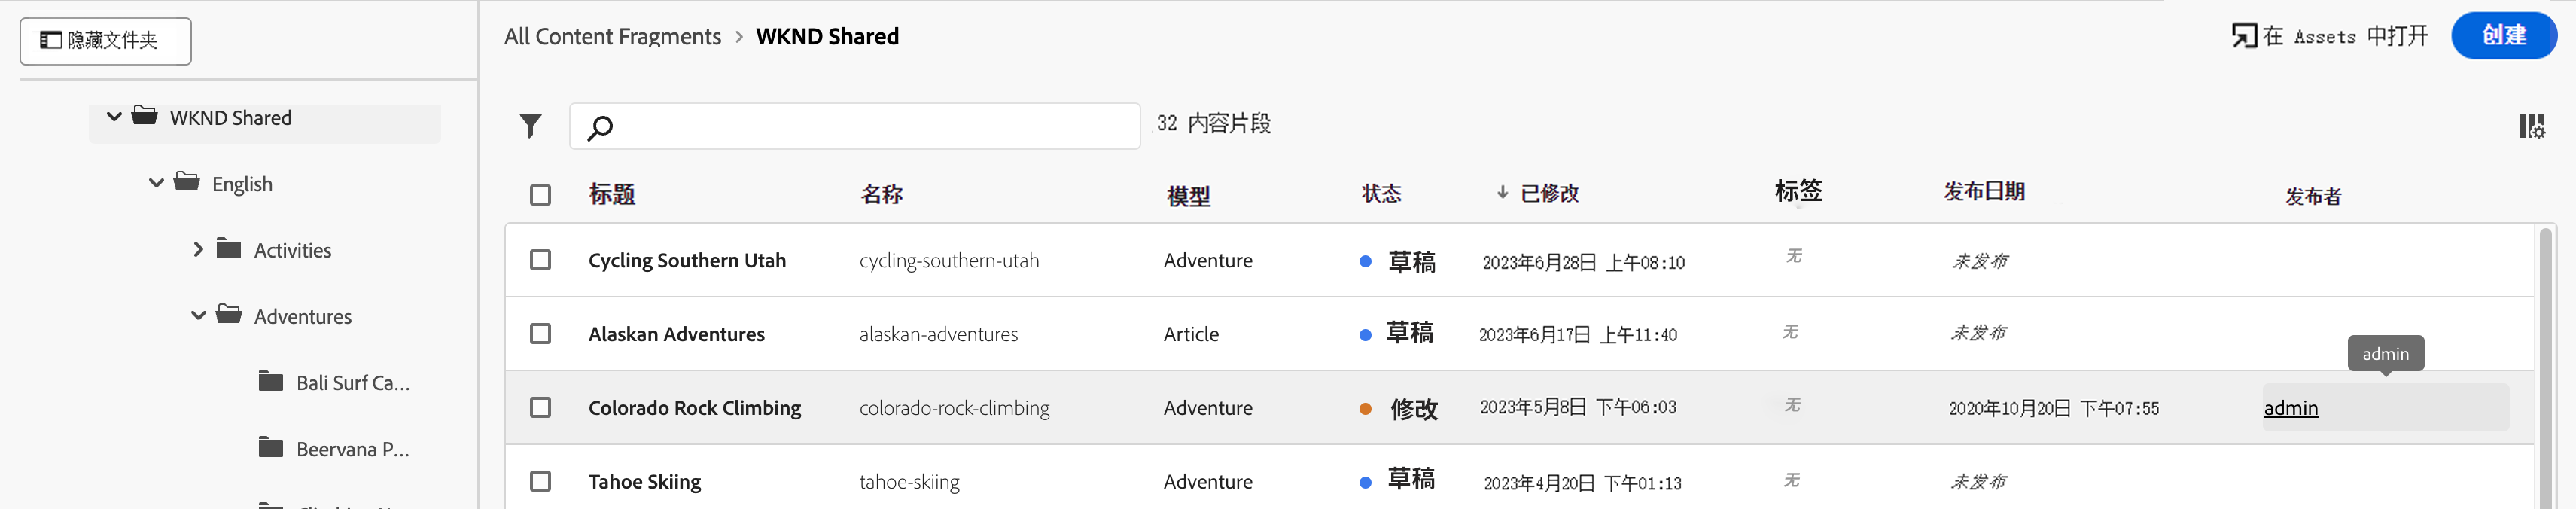 隐藏文件夹
All Content Fragments > WKND Shared
在 Assets 中打开
创建
WKND Shared
English
Activities
Adventures
Bali Surf Ca...
Beervana P...
32 内容片段
标题 名称 模型 状态 ↓ 已修改 标签 发布日期 发布者
Cycling Southern Utah cycling-southern-utah Adventure 草稿 2023年6月28日 上午08:10 无 未发布
Alaskan Adventures alaskan-adventures Article 草稿 2023年6月17日 上午11:40 无 未发布
admin
Colorado Rock Climbing colorado-rock-climbing Adventure 修改 2023年5月8日 下午06:03 无 2020年10月20日 下午07:55 admin
Tahoe Skiing tahoe-skiing Adventure 草稿 2023年4月20日 下午01:13 无 未发布